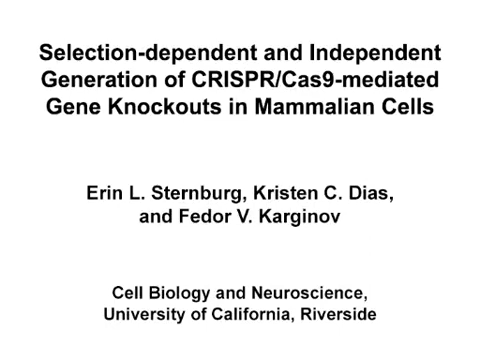 Selection-dependent and Independent
Generation of CRISPR/Cas9-mediated
Gene Knockouts in Mammalian Cells
Erin L. Sternburg, Kristen C. Dias,
and Fedor V. Karginov
Cell Biology and Neuroscience,
University of California, Riverside